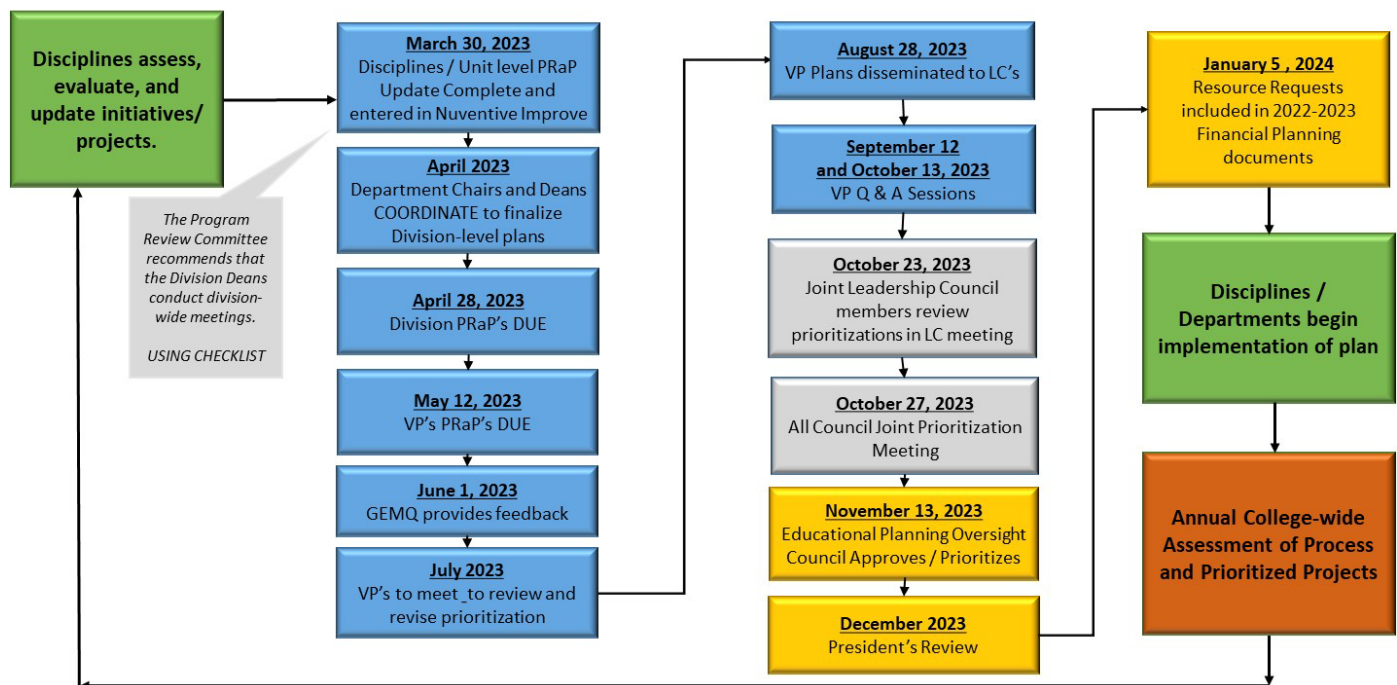 Disciplines assess,
evaluate, and
update initiatives/
projects.
The Program
Review Committee
recommends that
the Division Deans
conduct division-
wide meetings.
USING CHECKLIST
March 30, 2023
Disciplines / Unit level PRaP
Update Complete and
entered in Nuventive Improve
April 2023
Department Chairs and Deans
COORDINATE to finalize
Division-level plans
April 28, 2023
Division PRaP's DUE
May 12, 2023
VP's PRaP's DUE
June 1, 2023
GEMQ provides feedback
July 2023
VP's to meet to review and
revise prioritization
August 28, 2023
VP Plans disseminated to LC's
September 12
and October 13, 2023
VP Q & A Sessions
October 23, 2023
Joint Leadership Council
members review
prioritizations in LC meeting
October 27, 2023
All Council Joint Prioritization
Meeting
November 13, 2023
Educational Planning Oversight
Council Approves / Prioritizes
December 2023
President's Review
January 5 , 2024
Resource Requests
included in 2022-2023
Financial Planning
documents
Disciplines /
Departments begin
implementation of plan
Annual College-wide
Assessment of Process
and Prioritized Projects